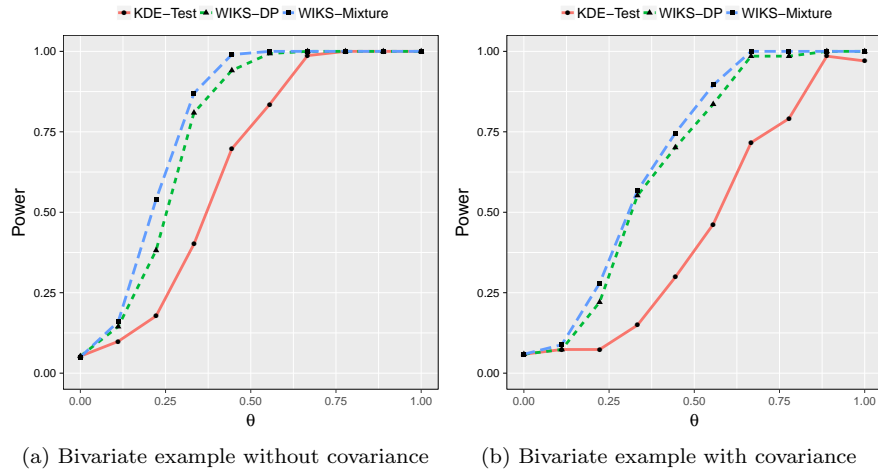 KDE−Test WIKS−DP WIKS−Mixture
1.00
0.75
0.50
0.25
0.00
Power
0.00 0.25 0.50 0.75 1.00
θ
(a) Bivariate example without covariance
KDE−Test WIKS−DP WIKS−Mixture
1.00
0.75
0.50
0.25
0.00
Power
0.00 0.25 0.50 0.75 1.00
θ
(b) Bivariate example with covariance